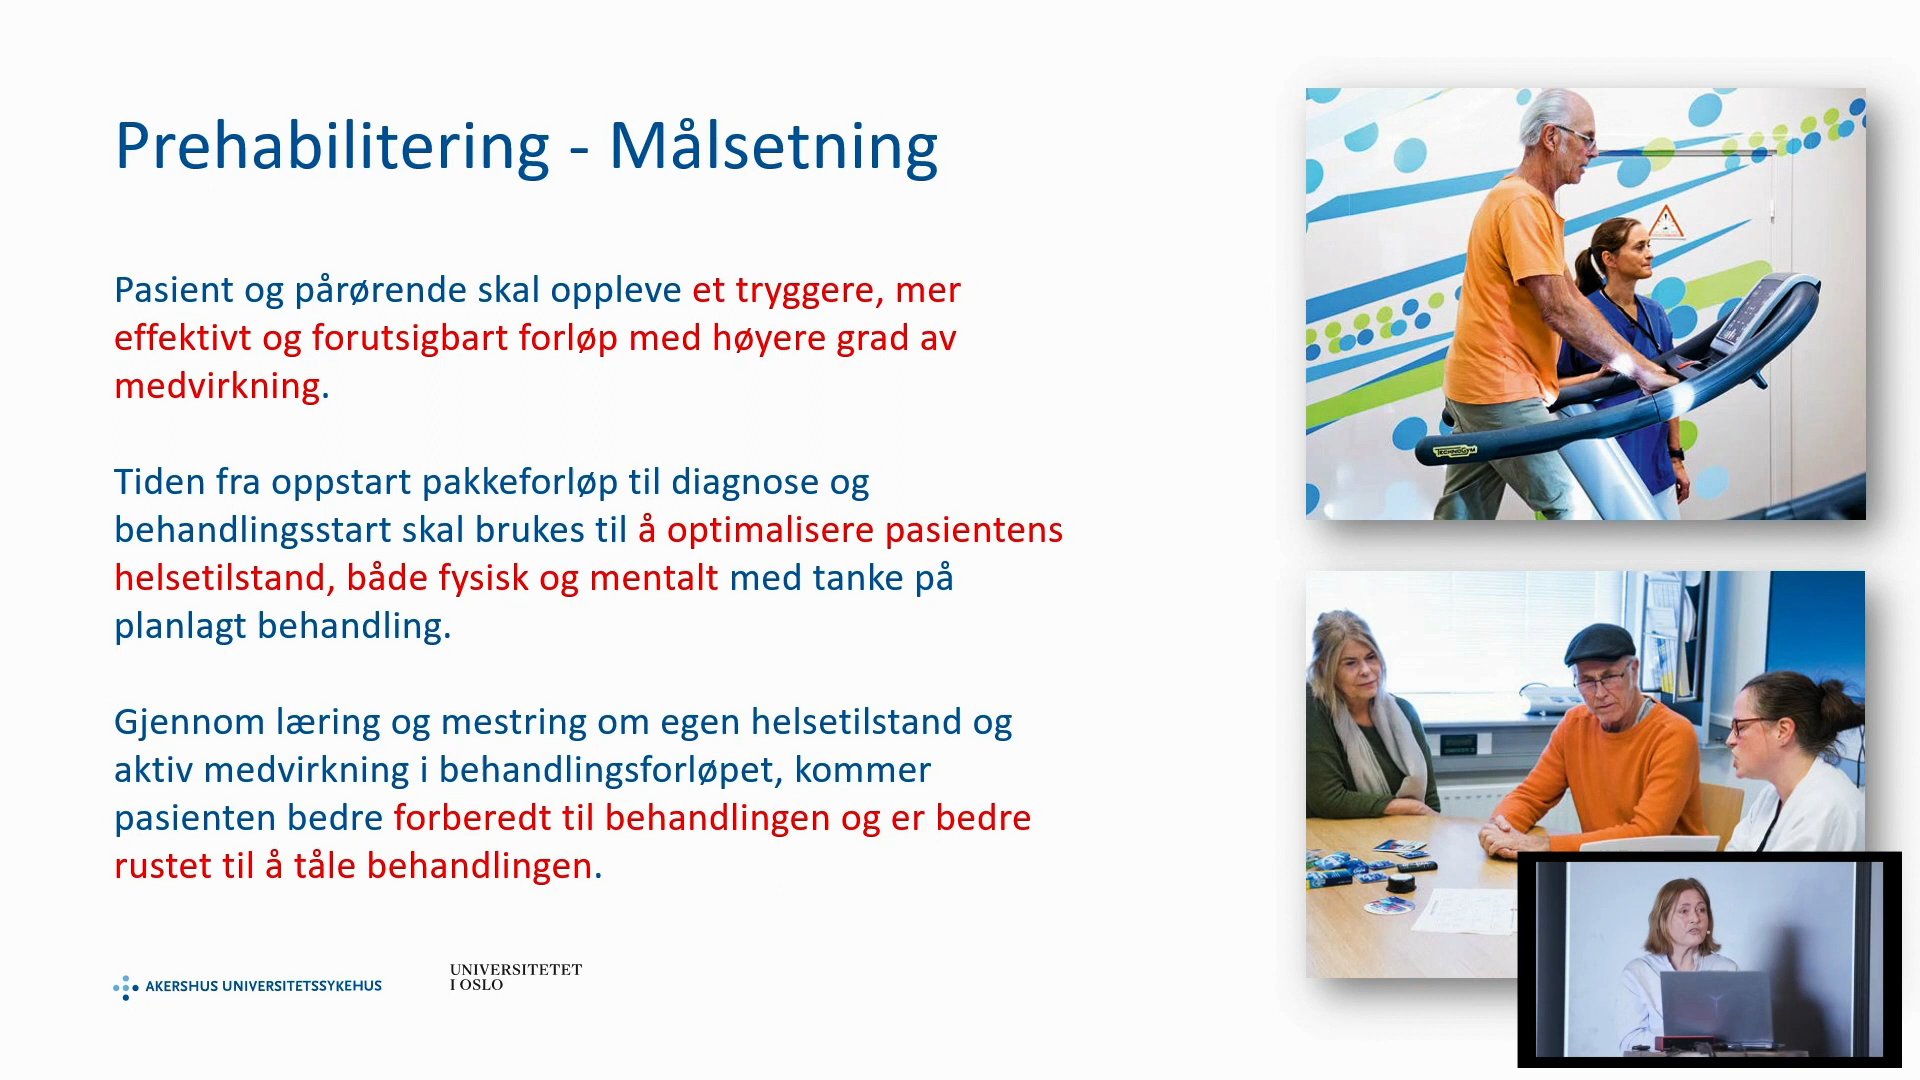 Prehabilitering - Målsetning
Pasient og pårørende skal oppleve et tryggere, mer
effektivt og forutsigbart forløp med høyere grad av
medvirkning.
Tiden fra oppstart pakkeforløp til diagnose og
behandlingsstart skal brukes til å optimalisere pasientens
helsetilstand, både fysisk og mentalt med tanke på
planlagt behandling.
Gjennom læring og mestring om egen helsetilstand og
aktiv medvirkning i behandlingsforløpet, kommer
pasienten bedre forberedt til behandlingen og er bedre
rustet til å tåle behandlingen.
AKERSHUS UNIVERSITETSSYKEHUS
UNIVERSITETET
I OSLO
TECHNOGYM